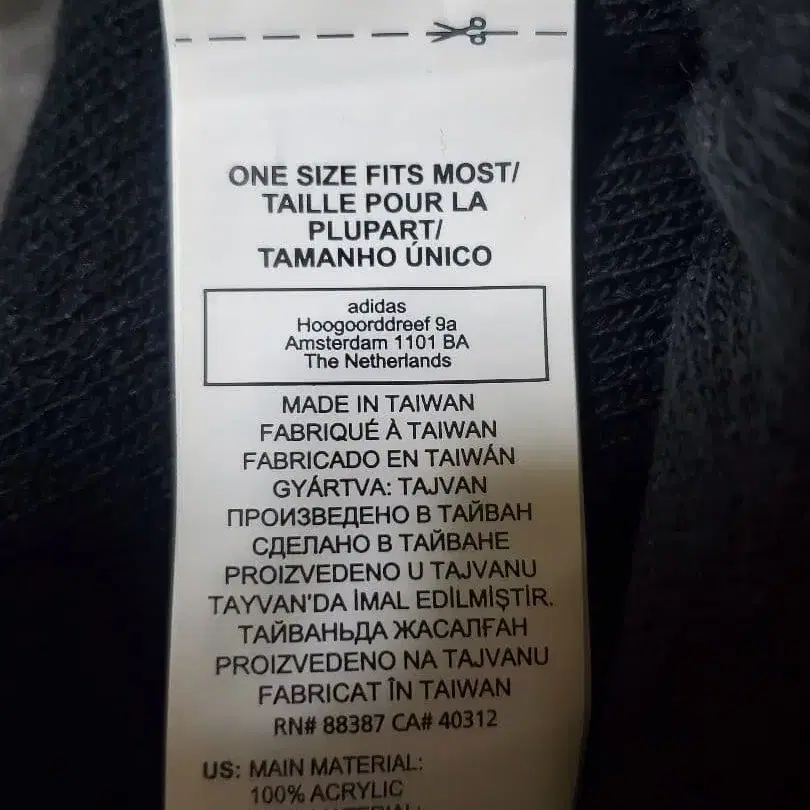 ONE SIZE FITS MOST/
TAILLE POUR LA
PLUPART/
TAMANHO ÚNICO
adidas
Hoogoorddreef 9a
Amsterdam 1101 BA
The Netherlands
MADE IN TAIWAN
FABRIQUÉ À TAIWAN
FABRICADO EN TAIWÁN
GYÁRTVA: TAJVAN
ПРОИЗВЕДЕНО В ТАЙВАН
СДЕЛАНО В ТАЙВАНЕ
PROIZVEDENO U TAJVANU
TAYVAN'DA İMAL EDİLMİŞTİR.
ТАЙВАНЬДА ЖАСАЛҒАН
PROIZVEDENO NA TAJVANU
FABRICAT ÎN TAIWAN
RN# 88387 CA# 40312
US: MAIN MATERIAL:
100% ACRYLIC
MATERIAL: